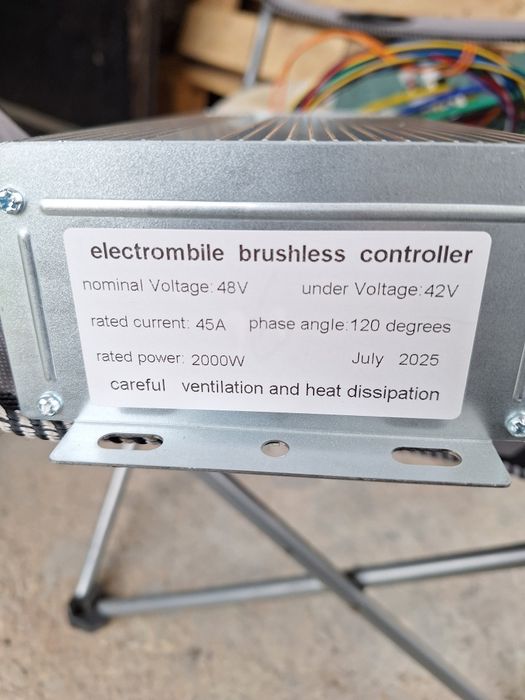 electrombile brushless controller
nominal Voltage: 48V under Voltage: 42V
rated current: 45A phase angle: 120 degrees
rated power: 2000W July 2025
careful ventilation and heat dissipation